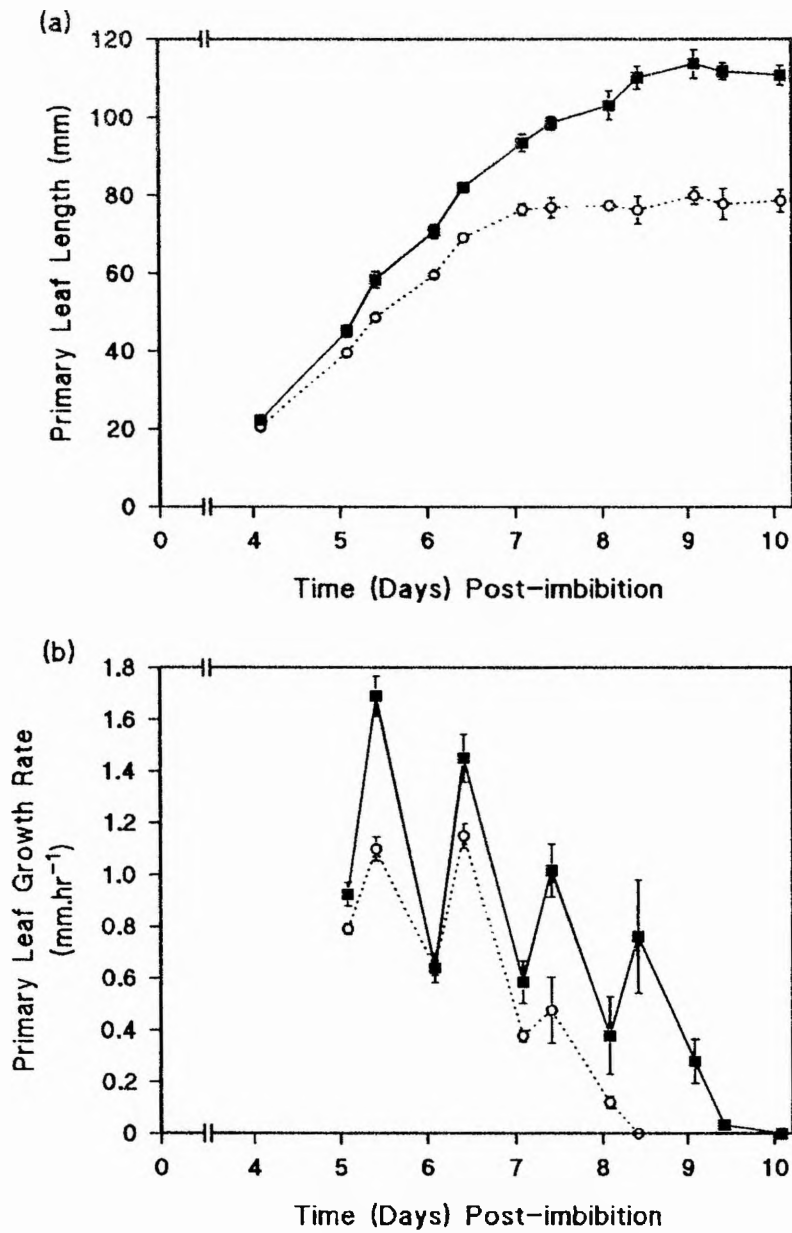 (a)
120
100
80
60
40
20
0
Primary Leaf Length (mm)
0 4 5 6 7 8 9 10
Time (Days) Post-imbibition
(b)
1.8
1.6
1.4
1.2
1.0
0.8
0.6
0.4
0.2
0
Primary Leaf Growth Rate
(mm.hr⁻¹)
0 4 5 6 7 8 9 10
Time (Days) Post-imbibition